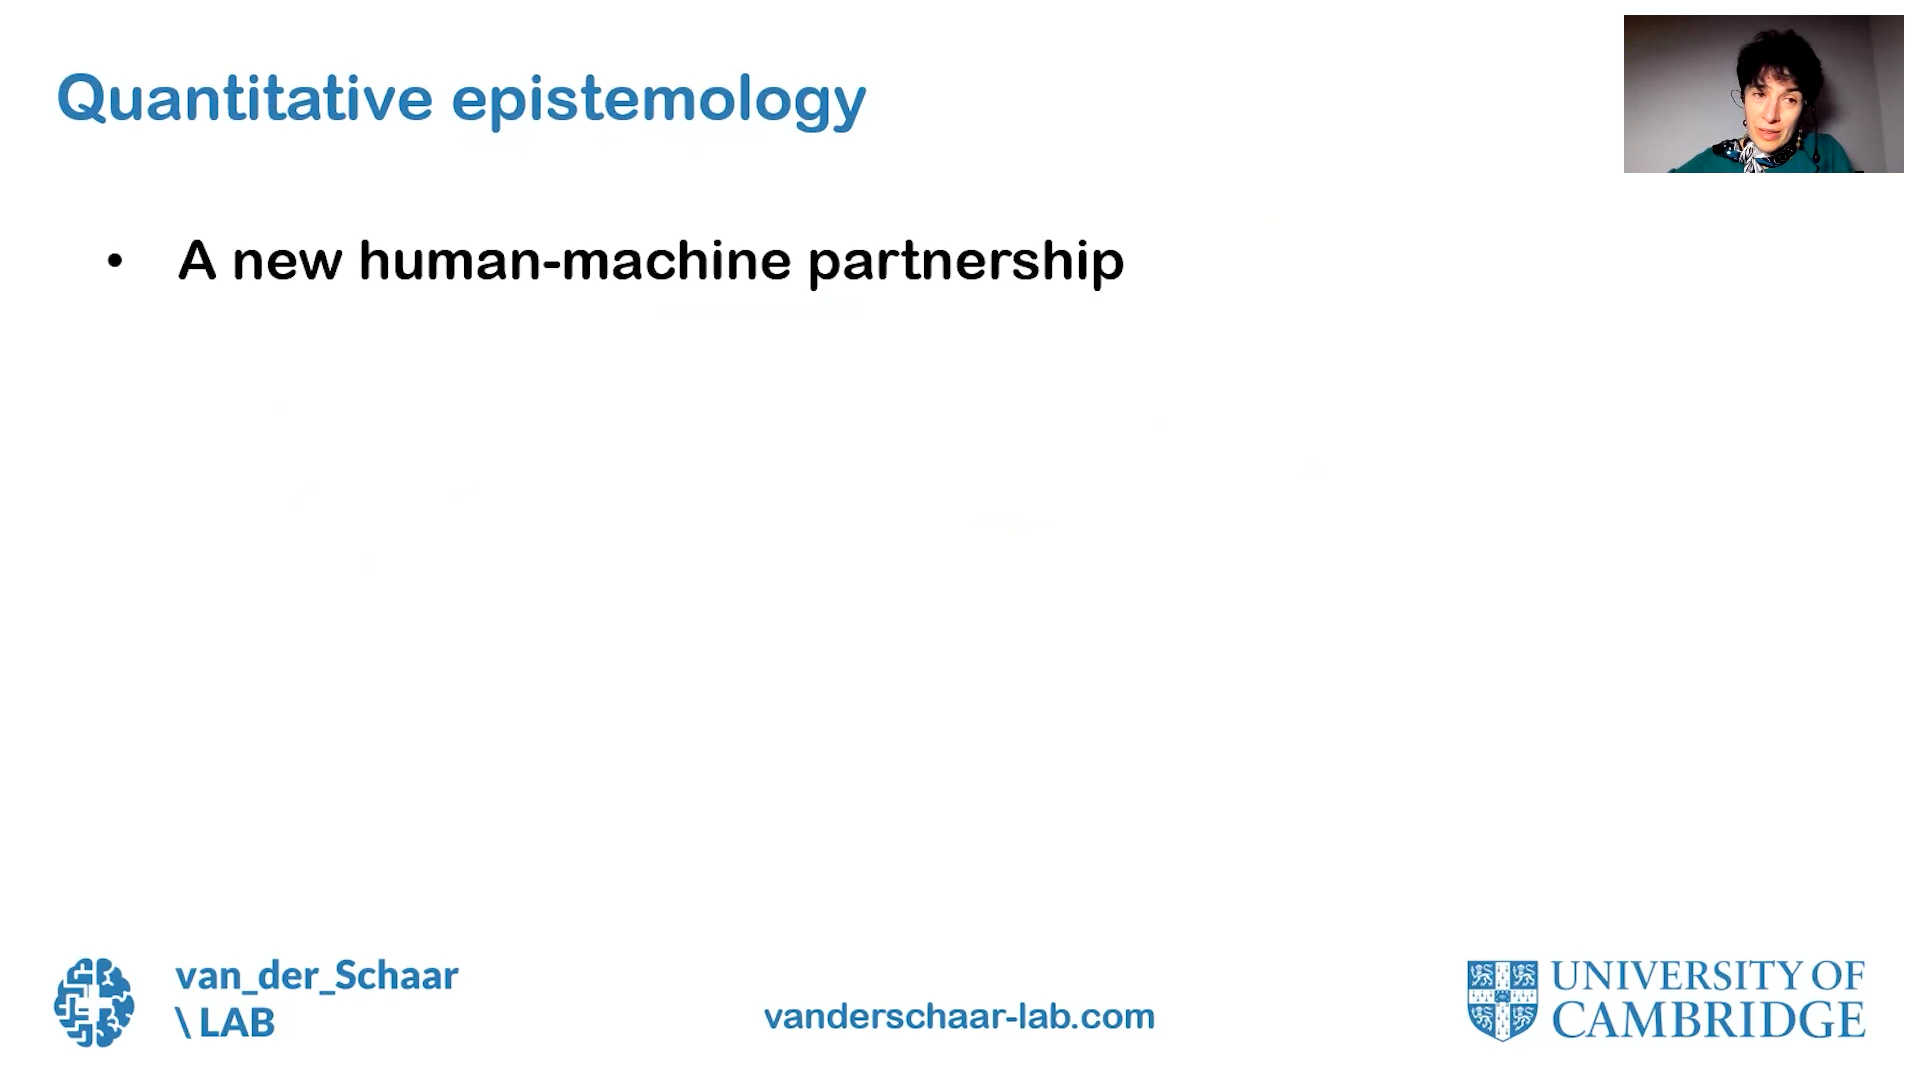 Quantitative epistemology
• A new human-machine partnership
van_der_Schaar
\ LAB
vanderschaar-lab.com
UNIVERSITY OF
CAMBRIDGE